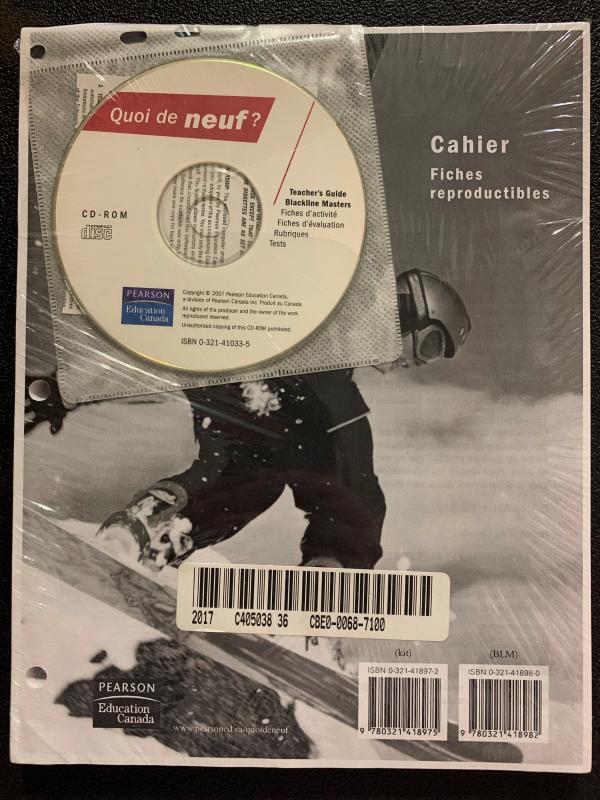 Quoi de neuf ?
CD-ROM
COMPACT
disc
Teacher's Guide
Blackline Masters
Fiches d'activité
Fiches d'évaluation
Rubriques
Tests
PEARSON
Education
Canada
Copyright © 2007 Pearson Education Canada,
a division of Pearson Canada Inc. Produit au Canada.
All rights of the producer and the owner of the work
reproduced reserved.
Unauthorized copying of this CD-ROM prohibited.
ISBN 0-321-41033-5
Cahier
Fiches
reproductibles
2017 C405038 36 CBE0-0068-7100
(kit)
ISBN 0-321-41897-2
9 780321 418975
(BLM)
ISBN 0-321-41898-0
9 780321 418982
PEARSON
Education
Canada
www.pearsoned.ca/quoideneuf